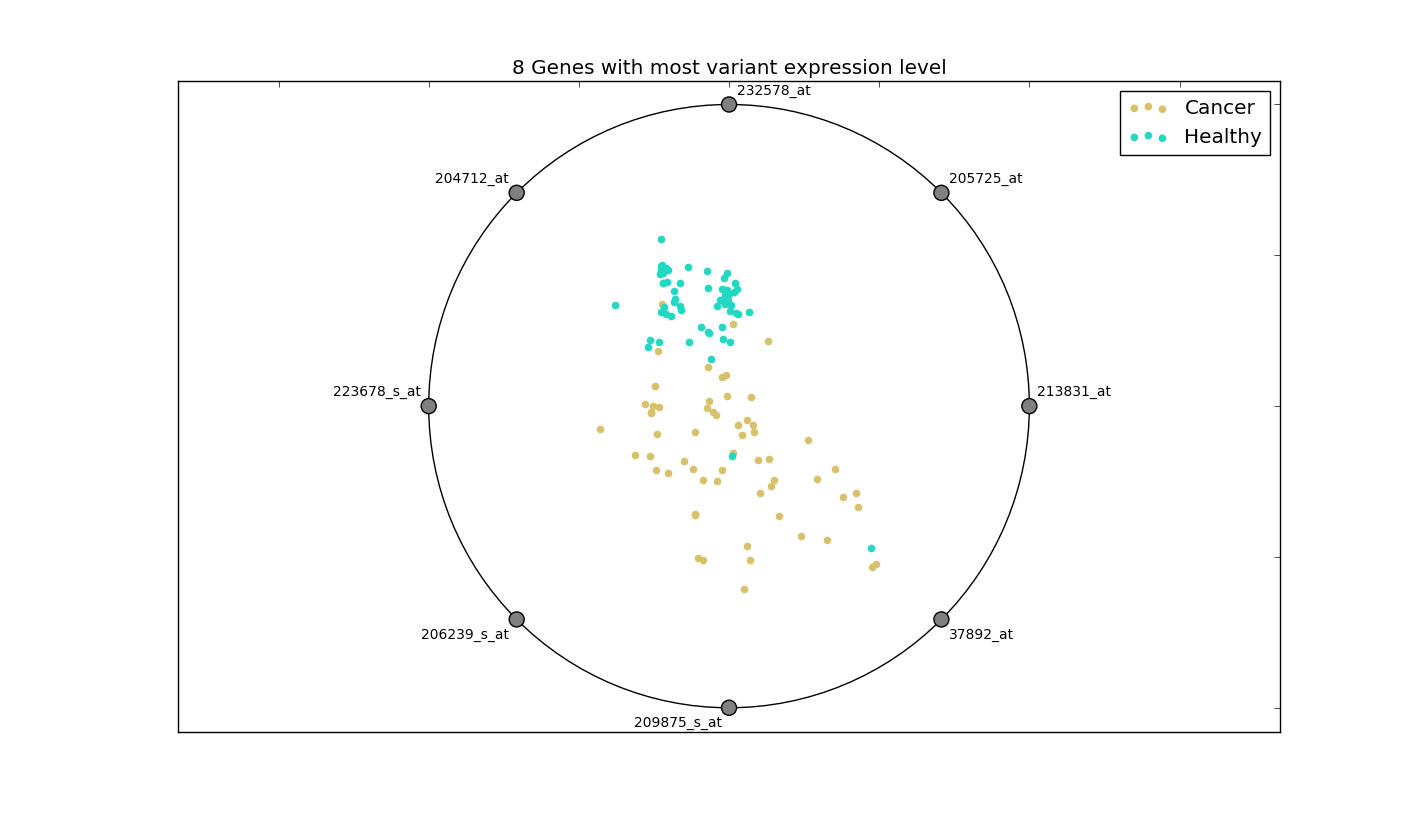 8 Genes with most variant expression level
232578_at
Cancer
Healthy
204712_at
205725_at
223678_s_at
213831_at
206239_s_at
37892_at
209875_s_at